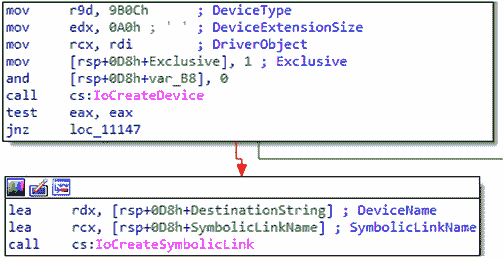 mov r9d, 9B0Ch ; DeviceType
mov edx, 0A0h ; ' ' ; DeviceExtensionSize
mov rcx, rdi ; DriverObject
mov [rsp+0D8h+Exclusive], 1 ; Exclusive
and [rsp+0D8h+var_B8], 0
call cs:IoCreateDevice
test eax, eax
jnz loc_11147
lea rdx, [rsp+0D8h+DestinationString] ; DeviceName
lea rcx, [rsp+0D8h+SymbolicLinkName] ; SymbolicLinkName
call cs:IoCreateSymbolicLink